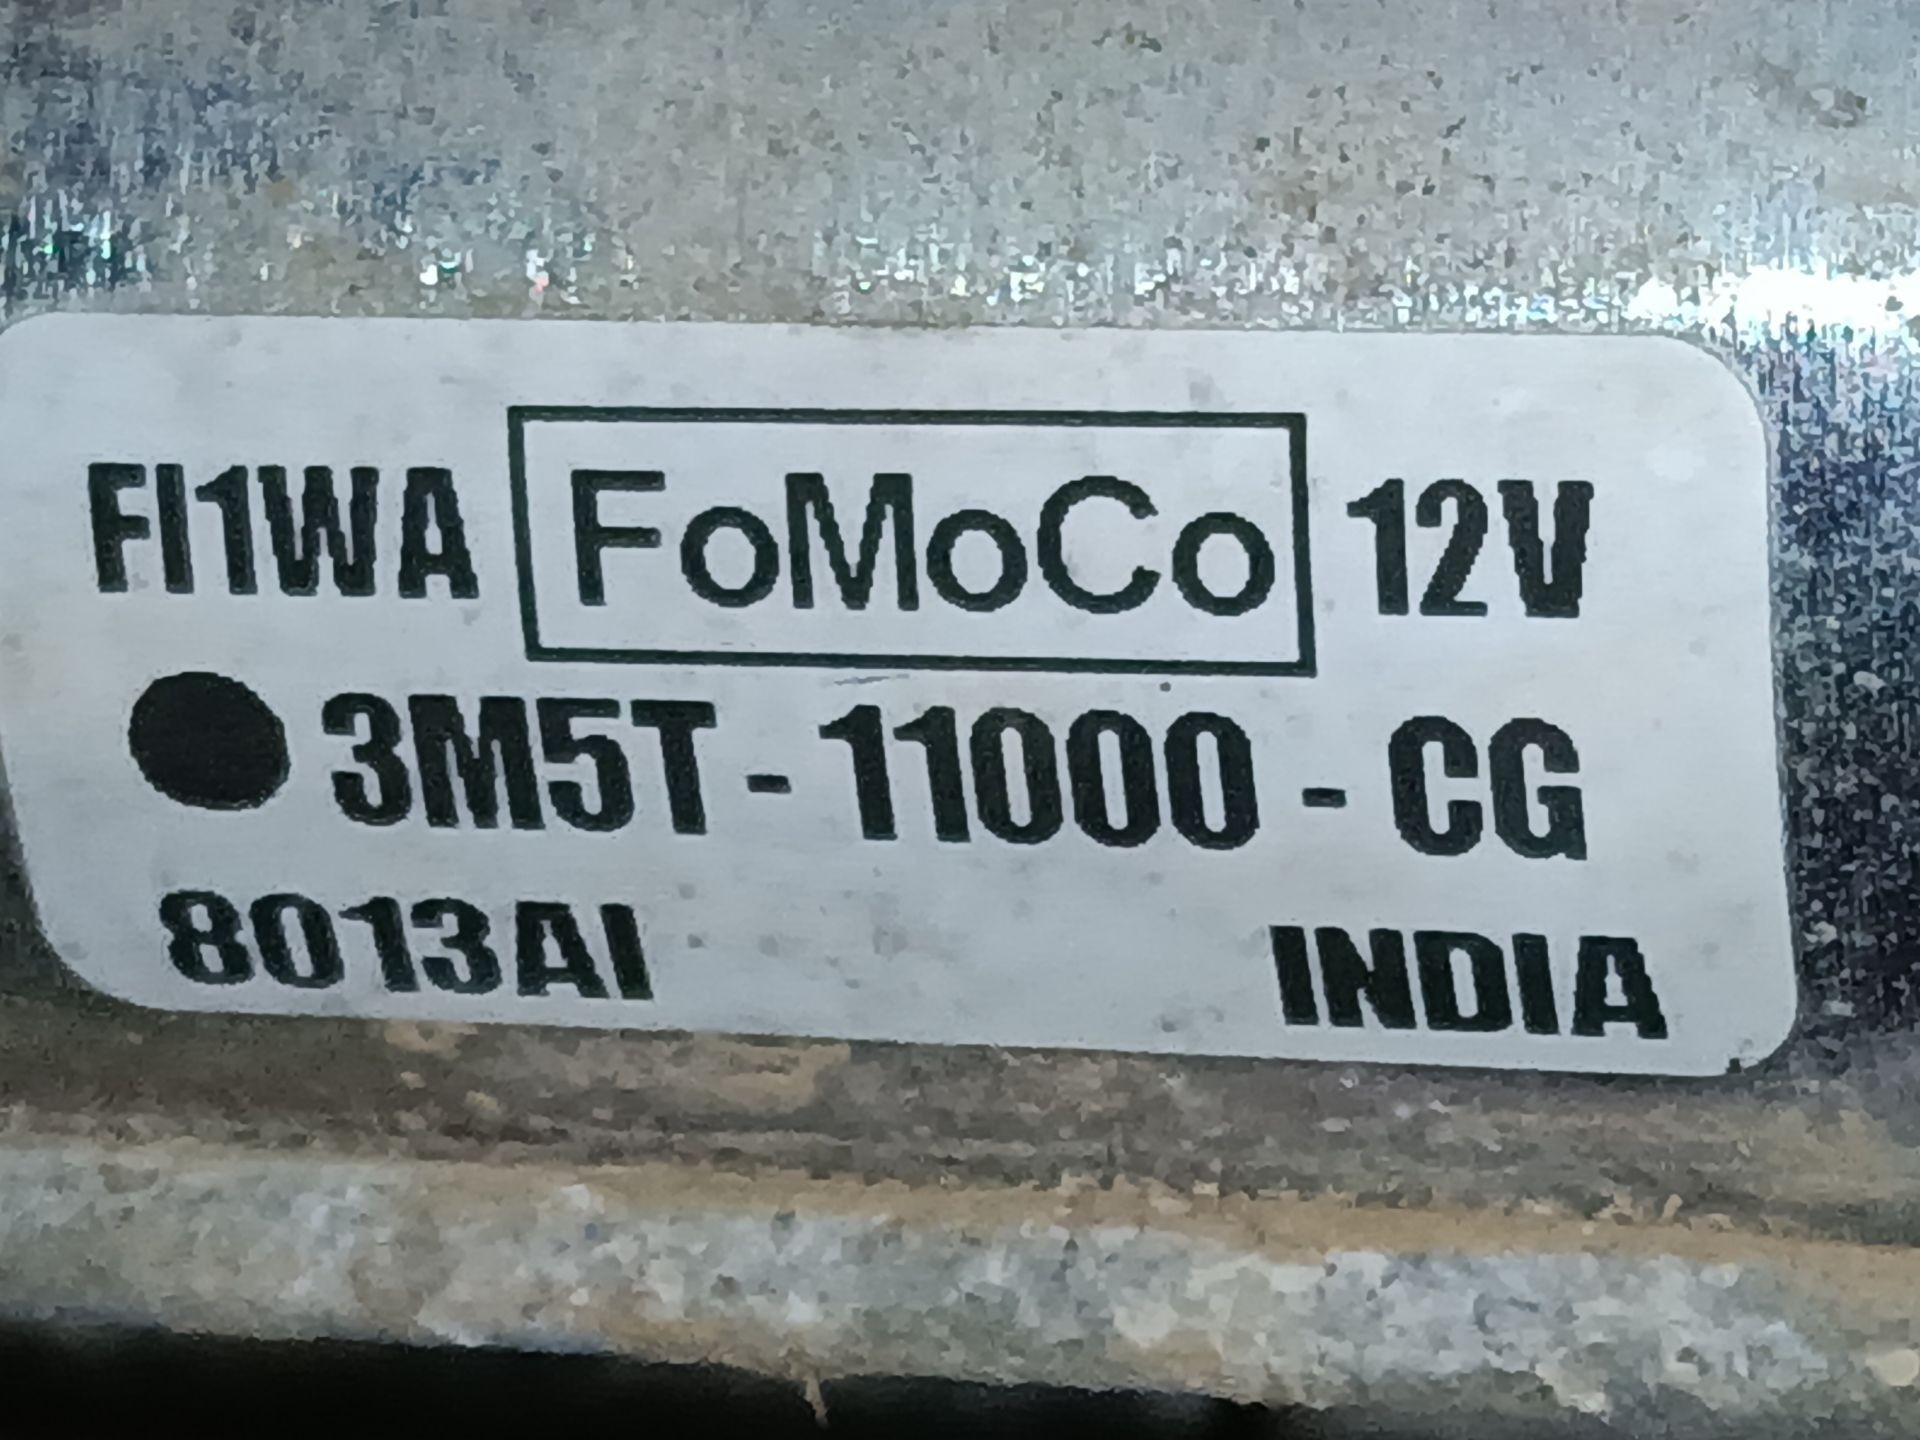 FI1WA FoMoCo 12V
3M5T - 11000 - CG
8013AI INDIA